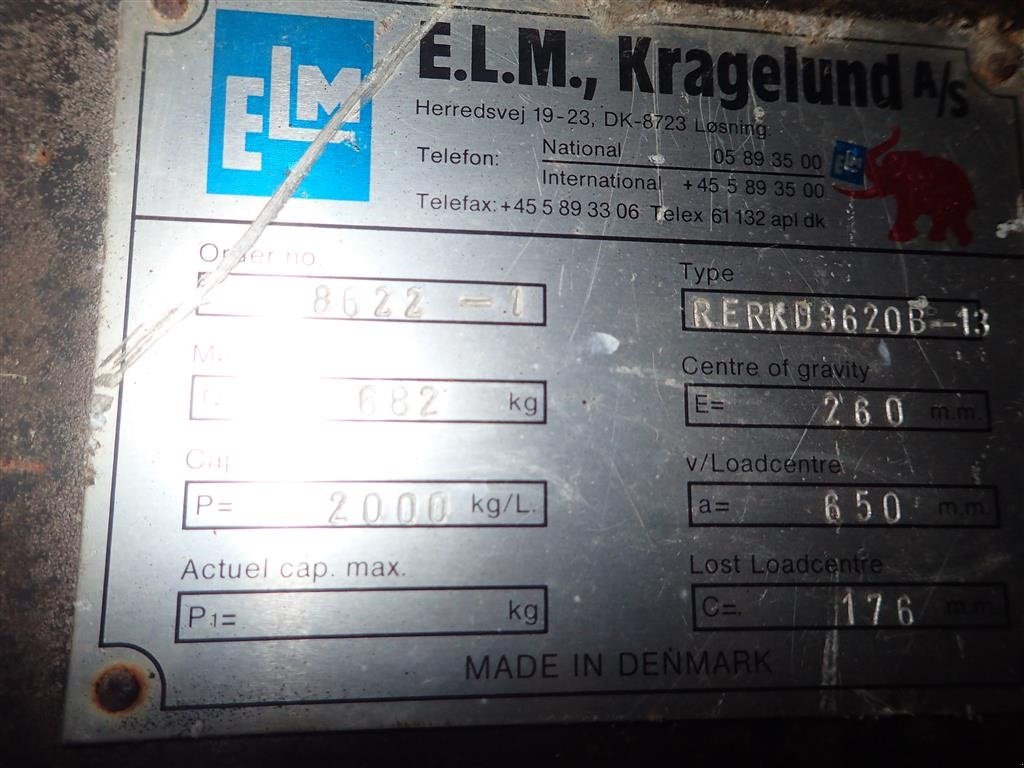 ELM
E.L.M., Kragelund A/S
Herredsvej 19-23, DK-8723 Løsning.
Telefon: National 05 89 35 00
International +45 5 89 35 00
Telefax: +45 5 89 33 06 Telex 61 132 apl dk
ELM
Order no.
8622-1
Type
RERKD3620B-13
682 kg
Centre of gravity
E= 260 m.m.
P= 2000 kg/L.
v/Loadcentre
a= 650 m.m.
Actuel cap. max.
P1= kg
Lost Loadcentre
C= 176 m.m.
MADE IN DENMARK